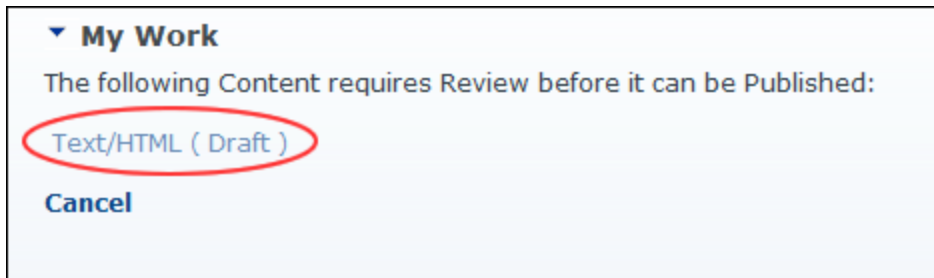 My Work
The following Content requires Review before it can be Published:
Text/HTML ( Draft )
Cancel